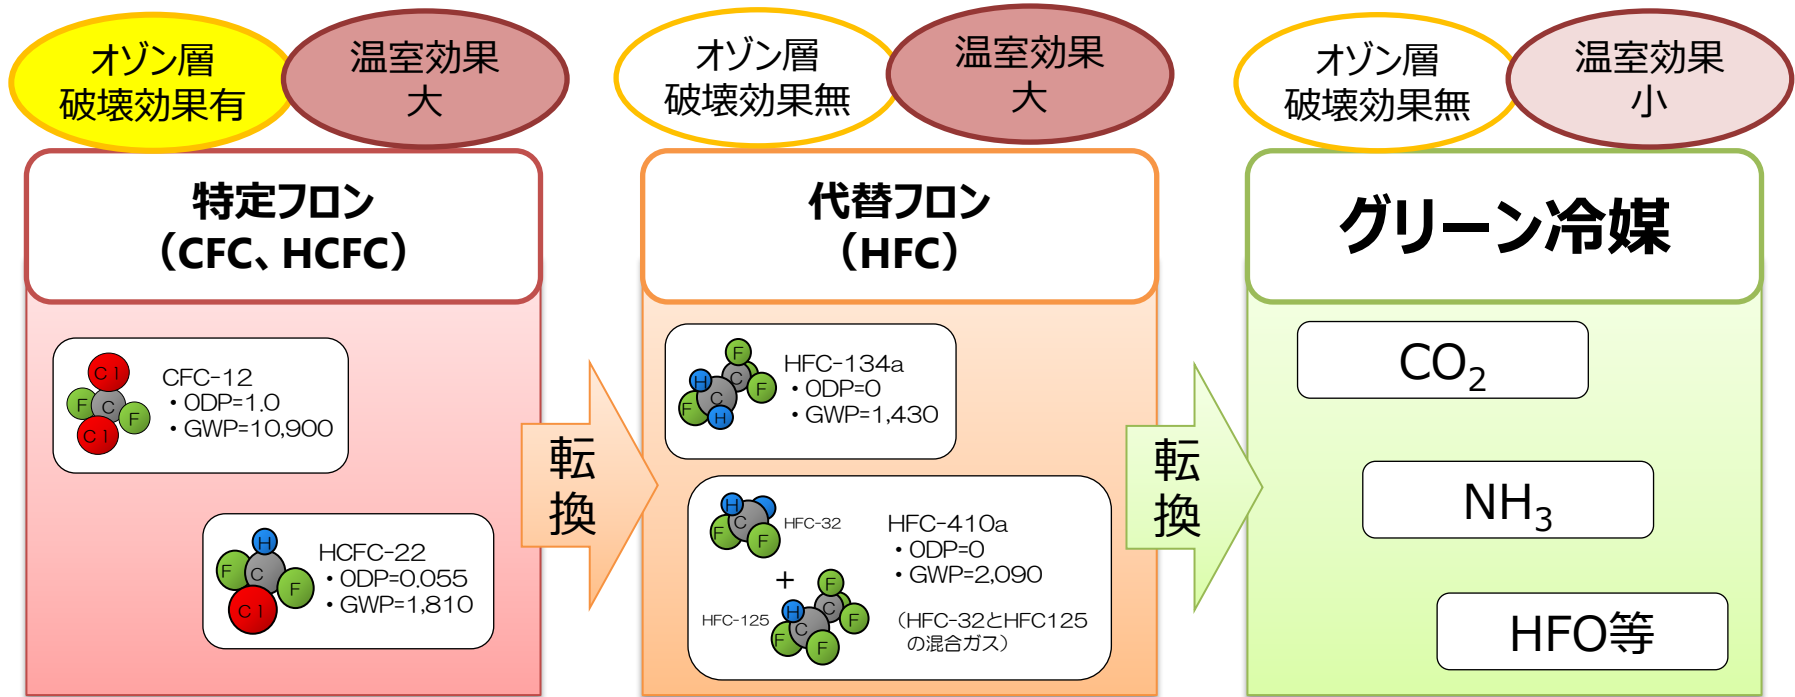 オゾン層
破壊効果有
温室効果
大
特定フロン
（CFC、HCFC）
Cl
F
C
F
Cl
CFC-12
・ODP=1.0
・GWP=10,900
H
F
C
F
Cl
HCFC-22
・ODP=0.055
・GWP=1,810
転
換
オゾン層
破壊効果無
温室効果
大
代替フロン
（HFC）
F
H
C
F
C
F
H
HFC-134a
・ODP=0
・GWP=1,430
H
C
F
F
HFC-32
+
HFC-125
F
H
C
F
C
F
F
HFC-410a
・ODP=0
・GWP=2,090
（HFC-32とHFC125
の混合ガス）
転
換
オゾン層
破壊効果無
温室効果
小
グリーン冷媒
CO₂
NH₃
HFO等